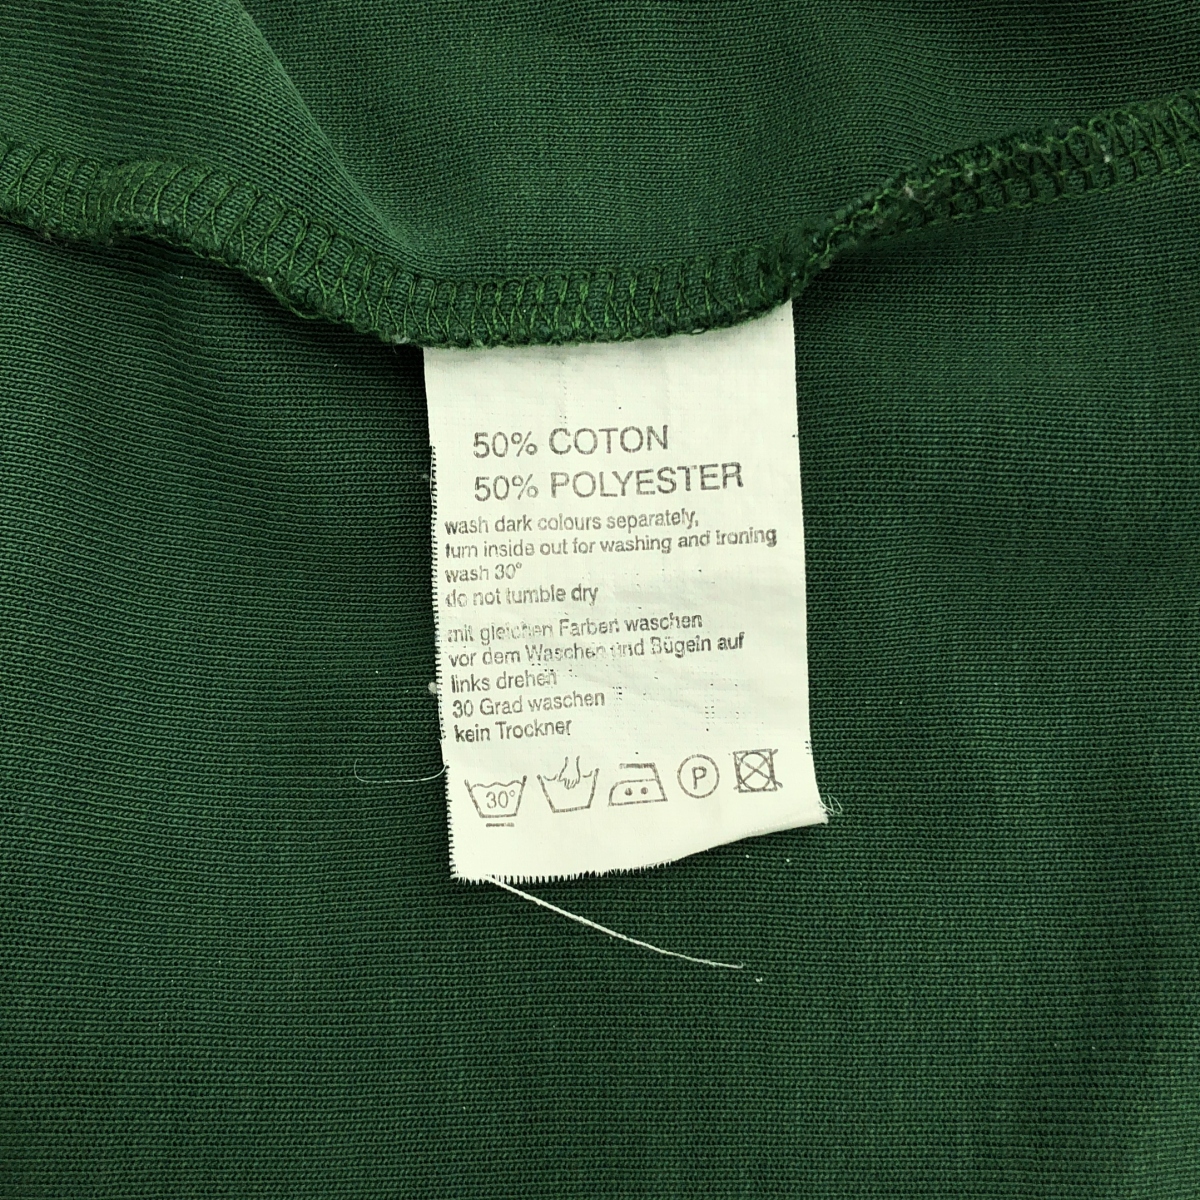 50% COTON
50% POLYESTER
wash dark colours separately,
turn inside out for washing and ironing
wash 30°
do not tumble dry
mit gleichen Farben waschen
vor dem Waschen und Bügeln auf
links drehen
30 Grad waschen
kein Trockner
30° P